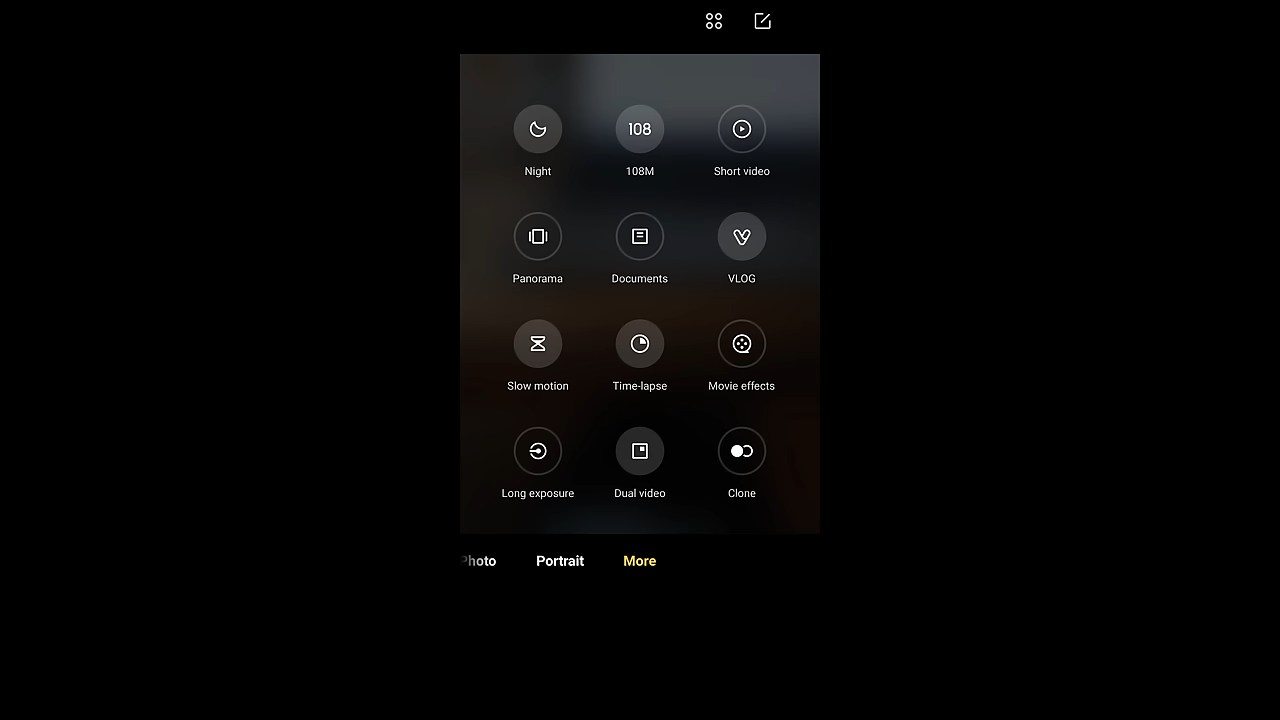 108
Night
108M
Short video
Panorama
Documents
VLOG
Slow motion
Time-lapse
Movie effects
Long exposure
Dual video
Clone
Photo
Portrait
More